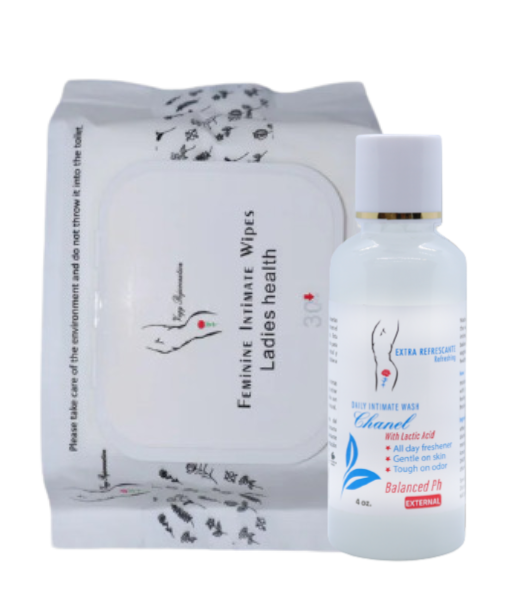 Please take care of the environment and do not throw it into the toilet.
Vagy Rejuvenation
Feminine Intimate Wipes
Ladies health
30
EXTRA REFRESCANTE
Refreshing
DAILY INTIMATE WASH
Chanel
With Lactic Acid
All day freshener
Gentle on skin
Tough on odor
Balanced Ph
4 oz.
EXTERNAL